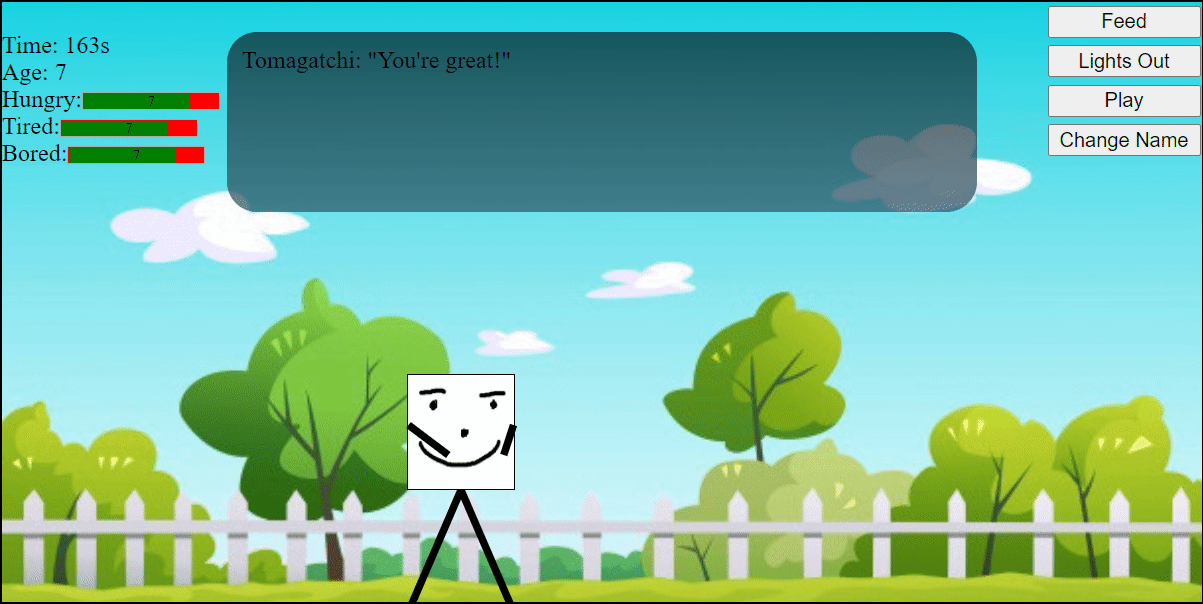 Time: 163s
Age: 7
Hungry: 7
Tired: 7
Bored: 7
Tomagatchi: "You're great!"
Feed
Lights Out
Play
Change Name